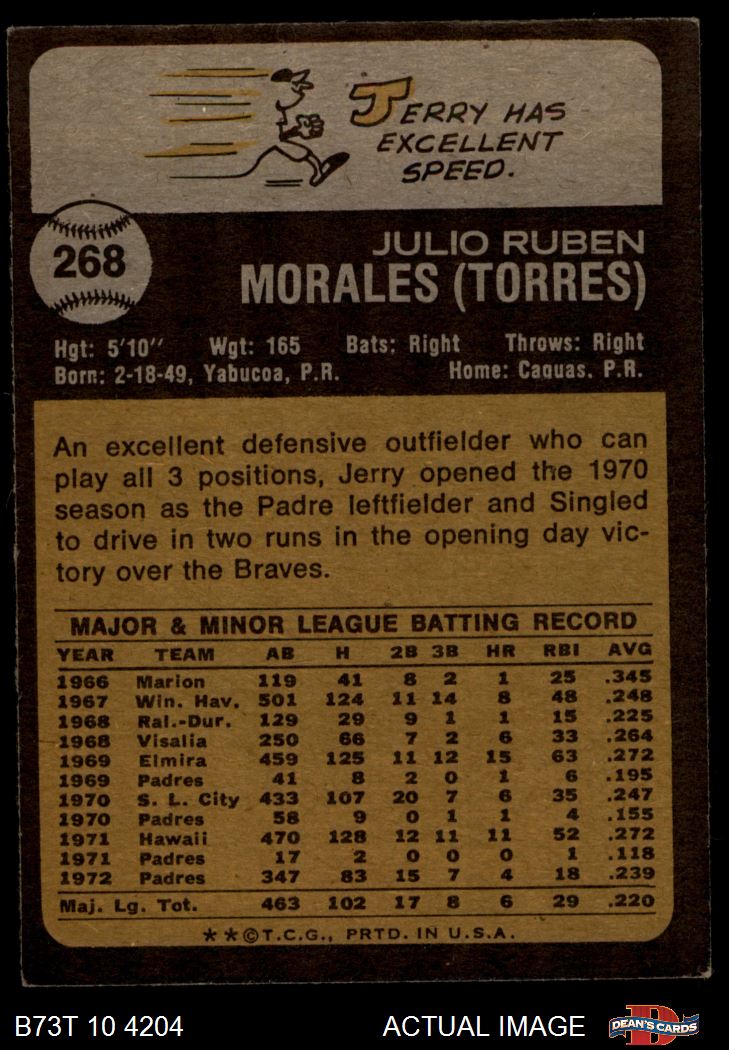 JERRY HAS
EXCELLENT
SPEED.
268
JULIO RUBEN
MORALES (TORRES)
Hgt: 5'10" Wgt: 165 Bats: Right Throws: Right
Born: 2-18-49, Yabucoa, P.R. Home: Caguas, P.R.
An excellent defensive outfielder who can
play all 3 positions, Jerry opened the 1970
season as the Padre leftfielder and Singled
to drive in two runs in the opening day vic-
tory over the Braves.
MAJOR & MINOR LEAGUE BATTING RECORD
YEAR TEAM AB H 2B 3B HR RBI AVG
1966 Marion 119 41 8 2 1 25 .345
1967 Win. Hav. 501 124 11 14 8 48 .248
1968 Ral.-Dur. 129 29 9 1 1 15 .225
1968 Visalia 250 66 7 2 6 33 .264
1969 Elmira 459 125 11 12 15 63 .272
1969 Padres 41 8 2 0 1 6 .195
1970 S. L. City 433 107 20 7 6 35 .247
1970 Padres 58 9 0 1 1 4 .155
1971 Hawaii 470 128 12 11 11 52 .272
1971 Padres 17 2 0 0 0 1 .118
1972 Padres 347 83 15 7 4 18 .239
Maj. Lg. Tot. 463 102 17 8 6 29 .220
**©T.C.G., PRTD. IN U.S.A.
B73T 10 4204 ACTUAL IMAGE
D
DEAN'S CARDS